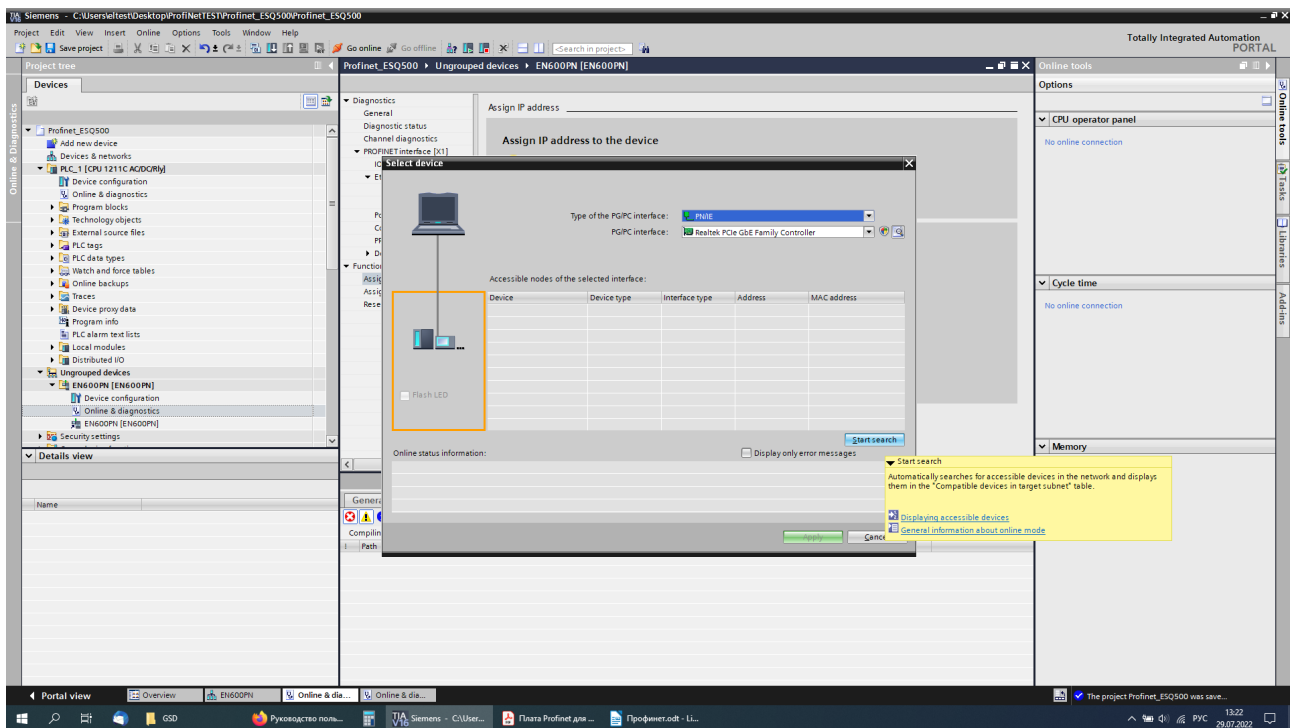 Siemens - C:\Users\eltest\Desktop\ProfiNetTEST\Profinet_ESQ500\Profinet_ESQ500
Project Edit View Insert Online Options Tools Window Help
Totally Integrated Automation
PORTAL
Save project
Go online
Go offline
<Search in project>
Project tree
Profinet_ESQ500 ▸ Ungrouped devices ▸ EN600PN [EN600PN]
Online tools
Devices
Options
Online & Diagnostics
Profinet_ESQ500
Add new device
Devices & networks
PLC_1 [CPU 1211C AC/DC/Rly]
Device configuration
Online & diagnostics
Program blocks
Technology objects
External source files
PLC tags
PLC data types
Watch and force tables
Online backups
Traces
Device proxy data
Program info
PLC alarm text lists
Local modules
Distributed I/O
Ungrouped devices
EN600PN [EN600PN]
Device configuration
Online & diagnostics
EN600PN [EN600PN]
Security settings
Details view
Name
Diagnostics
General
Diagnostic status
Channel diagnostics
PROFINET interface [X1]
Functio
Assig
Assig
Rese
Assign IP address
Assign IP address to the device
Select device
Type of the PG/PC interface: PN/IE
PG/PC interface: Realtek PCIe GbE Family Controller
Accessible nodes of the selected interface:
Device Device type Interface type Address MAC address
Flash LED
Start search
Online status information:
Display only error messages
Apply
Cance
Start search
Automatically searches for accessible devices in the network and displays
them in the "Compatible devices in target subnet" table.
Displaying accessible devices
General information about online mode
Genera
Compilin
! Path
CPU operator panel
No online connection
Cycle time
No online connection
Memory
Online tools
Tasks
Libraries
Add-ins
Portal view
Overview
EN600PN
Online & dia...
Online & dia...
The project Profinet_ESQ500 was save...
GSD
Руководство поль...
Siemens - C:\User...
Плата Profinet для ...
Профинет.odt - Li...
РУС
13:22
29.07.2022